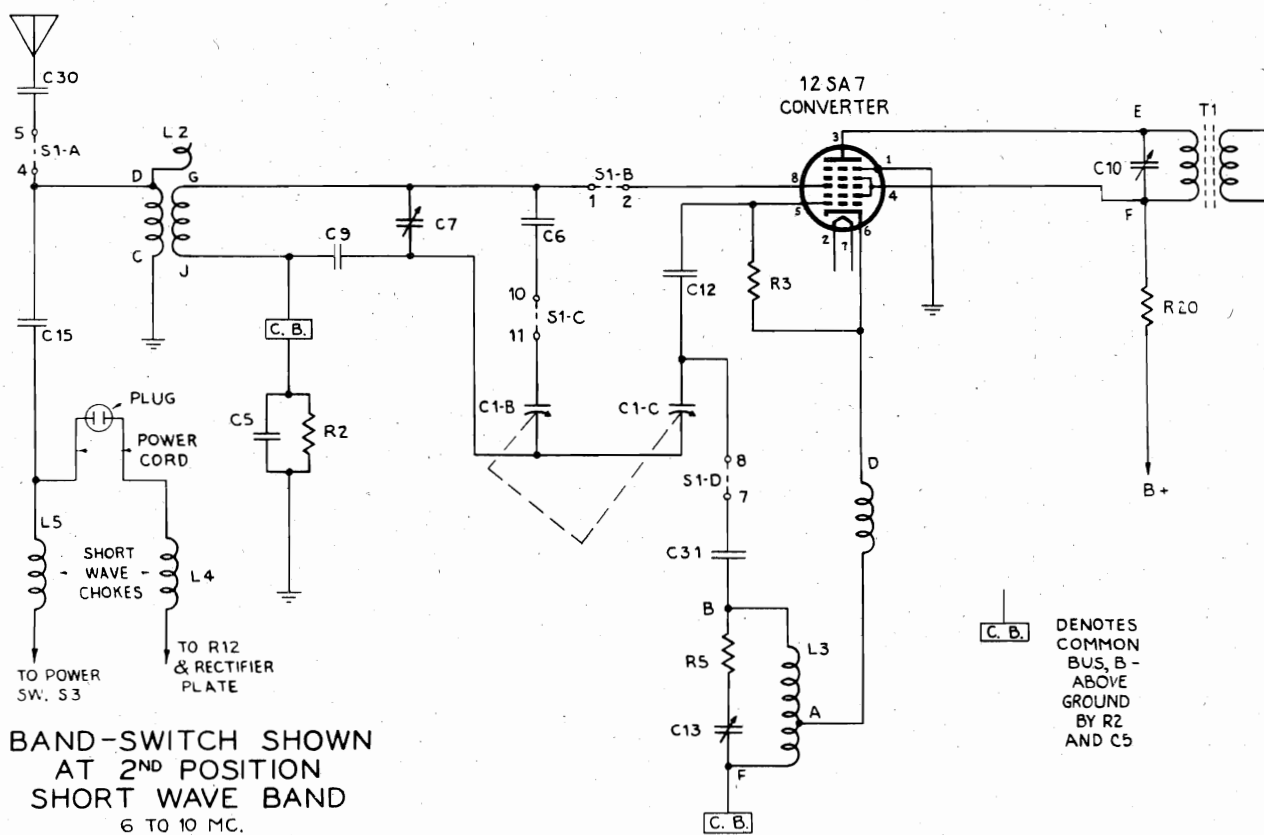 C30
5
S1-A
4
L2
D
G
C
J
C9
C7
C6
S1-B
1 2
10
S1-C
11
C1-B
C1-C
C12
R3
12SA7
CONVERTER
3
1
8
4
5
2
7
6
E
T1
C10
F
R20
B+
C15
PLUG
POWER
CORD
C. B.
C5
R2
L5
SHORT
WAVE
CHOKES
L4
TO POWER
SW. S3
TO R12
& RECTIFIER
PLATE
8
S1-D
7
D
C31
B
R5
L3
A
C13
F
C. B.
C. B.
DENOTES
COMMON
BUS, B-
ABOVE
GROUND
BY R2
AND C5
BAND-SWITCH SHOWN
AT 2ND POSITION
SHORT WAVE BAND
6 TO 10 MC.